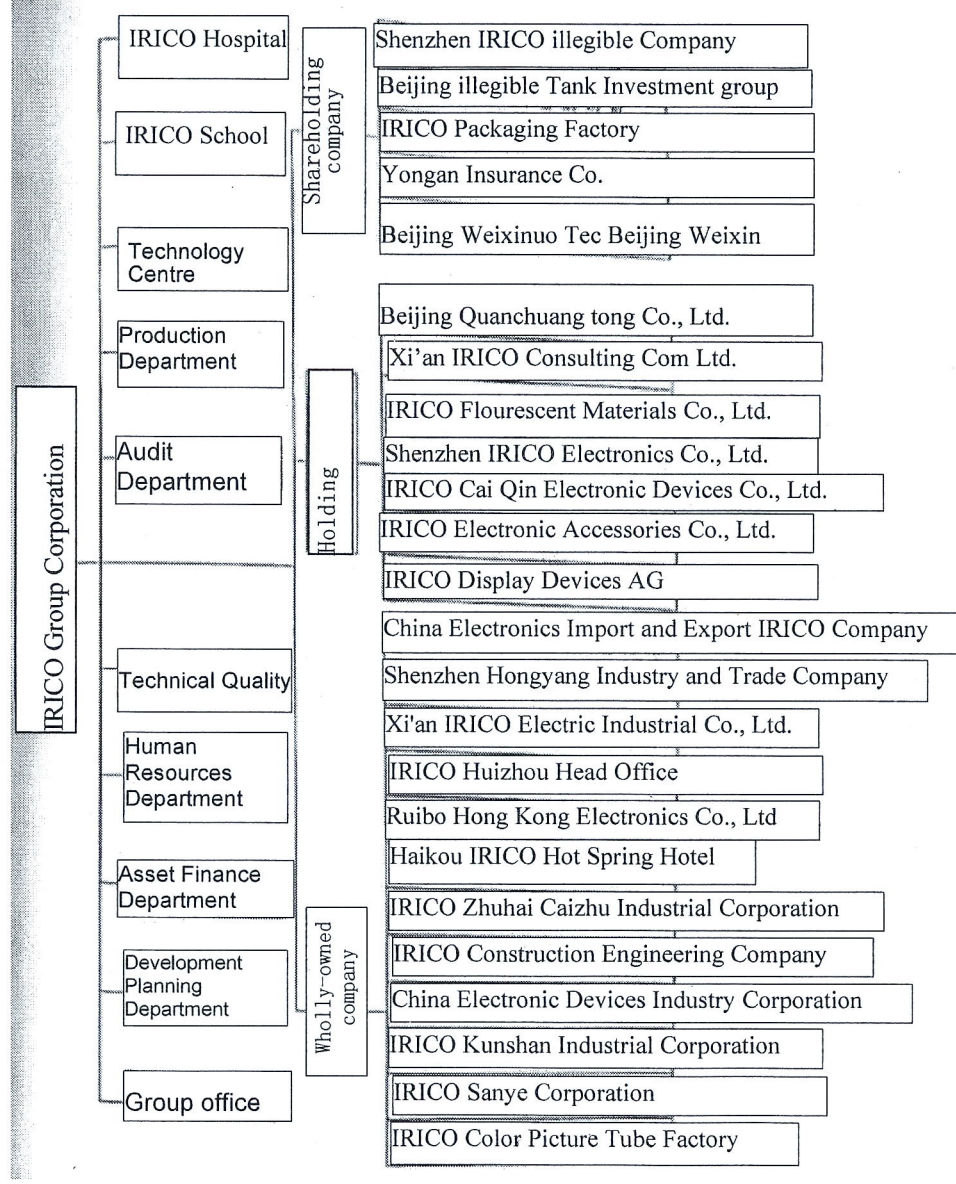 IRICO Group Corporation
IRICO Hospital
IRICO School
Technology
Centre
Production
Department
Audit
Department
Technical Quality
Human
Resources
Department
Asset Finance
Department
Development
Planning
Department
Group office
Shareholding
company
Shenzhen IRICO illegible Company
Beijing illegible Tank Investment group
IRICO Packaging Factory
Yongan Insurance Co.
Beijing Weixinuo Tec Beijing Weixin
Holding
Beijing Quanchuang tong Co., Ltd.
Xi'an IRICO Consulting Com Ltd.
IRICO Flourescent Materials Co., Ltd.
Shenzhen IRICO Electronics Co., Ltd.
IRICO Cai Qin Electronic Devices Co., Ltd.
IRICO Electronic Accessories Co., Ltd.
IRICO Display Devices AG
Wholly-owned
company
China Electronics Import and Export IRICO Company
Shenzhen Hongyang Industry and Trade Company
Xi'an IRICO Electric Industrial Co., Ltd.
IRICO Huizhou Head Office
Ruibo Hong Kong Electronics Co., Ltd
Haikou IRICO Hot Spring Hotel
IRICO Zhuhai Caizhu Industrial Corporation
IRICO Construction Engineering Company
China Electronic Devices Industry Corporation
IRICO Kunshan Industrial Corporation
IRICO Sanye Corporation
IRICO Color Picture Tube Factory